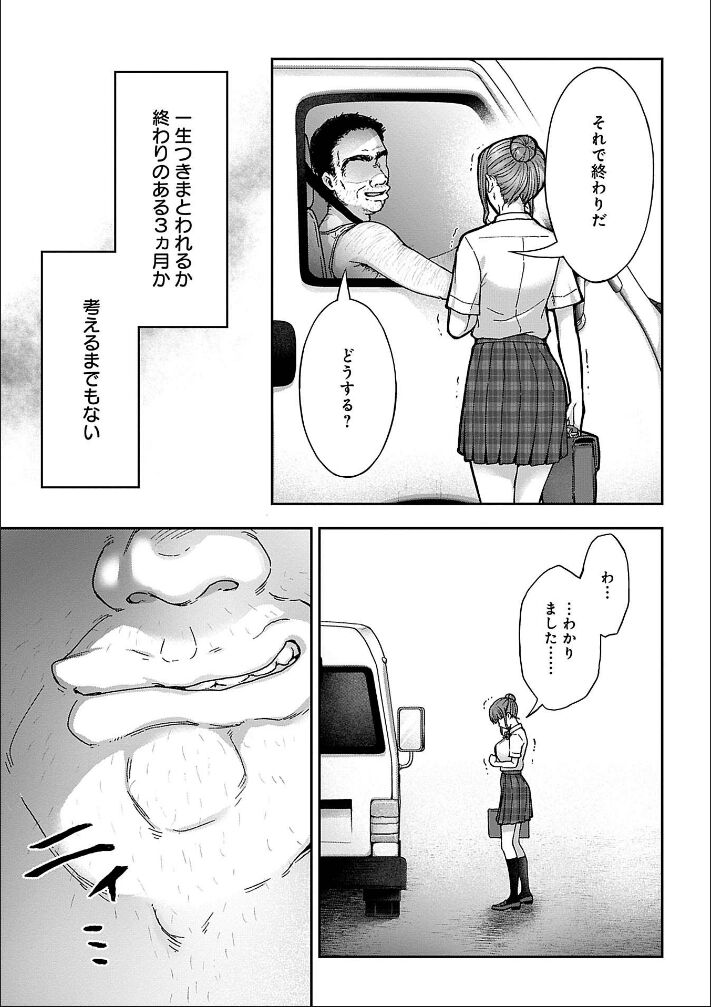 それで終わりだ
どうする?
一生つきまとわれるか
終わりのある3ヵ月か
考えるまでもない
わ…
…わかり
ました……